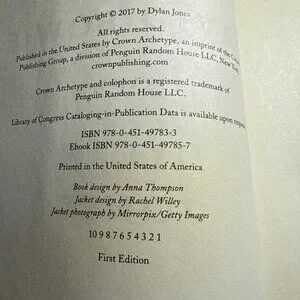 Copyright © 2017 by Dylan Jones
All rights reserved.
Published in the United States by Crown Archetype, an imprint of the Crown
Publishing Group, a division of Penguin Random House LLC, New York.
crownpublishing.com
Crown Archetype and colophon is a registered trademark of
Penguin Random House LLC.
Library of Congress Cataloging-in-Publication Data is available upon request.
ISBN 978-0-451-49783-3
Ebook ISBN 978-0-451-49785-7
Printed in the United States of America
Book design by Anna Thompson
Jacket design by Rachel Willey
Jacket photograph by Mirrorpix/Getty Images
10 9 8 7 6 5 4 3 2 1
First Edition